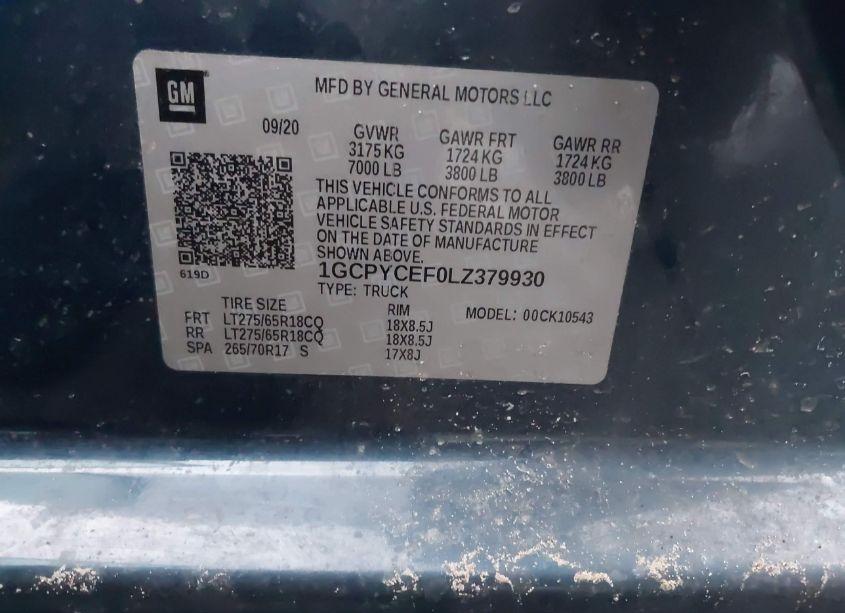 GM
MFD BY GENERAL MOTORS LLC
09/20
GVWR GAWR FRT GAWR RR
3175 KG 1724 KG 1724 KG
7000 LB 3800 LB 3800 LB
THIS VEHICLE CONFORMS TO ALL
APPLICABLE U.S. FEDERAL MOTOR
VEHICLE SAFETY STANDARDS IN EFFECT
ON THE DATE OF MANUFACTURE
SHOWN ABOVE.
619D
1GCPYCEF0LZ379930
TYPE: TRUCK
TIRE SIZE RIM MODEL: 00CK10543
FRT LT275/65R18CQ 18X8.5J
RR LT275/65R18CQ 18X8.5J
SPA 265/70R17 S 17X8J